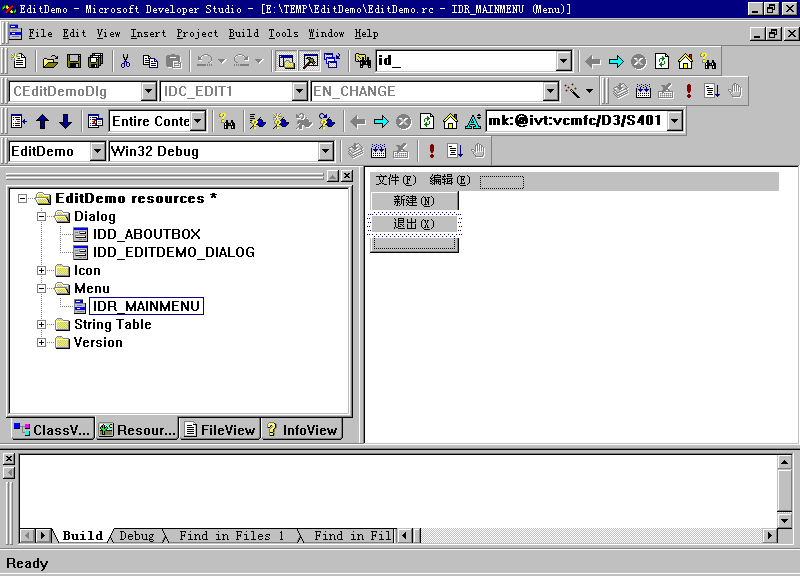 EditDemo - Microsoft Developer Studio - [E:\TEMP\EditDemo\EditDemo.rc - IDR_MAINMENU (Menu)]
File Edit View Insert Project Build Tools Window Help
id_
CEditDemoDlg IDC_EDIT1 EN_CHANGE
Entire Conte mk:@ivt:vcmfc/D3/S401
EditDemo Win32 Debug
EditDemo resources *
Dialog
IDD_ABOUTBOX
IDD_EDITDEMO_DIALOG
Icon
Menu
IDR_MAINMENU
String Table
Version
ClassV... Resour... FileView InfoView
文件(F) 编辑(E)
新建(N)
退出(X)
Build Debug Find in Files 1 Find in Fil
Ready